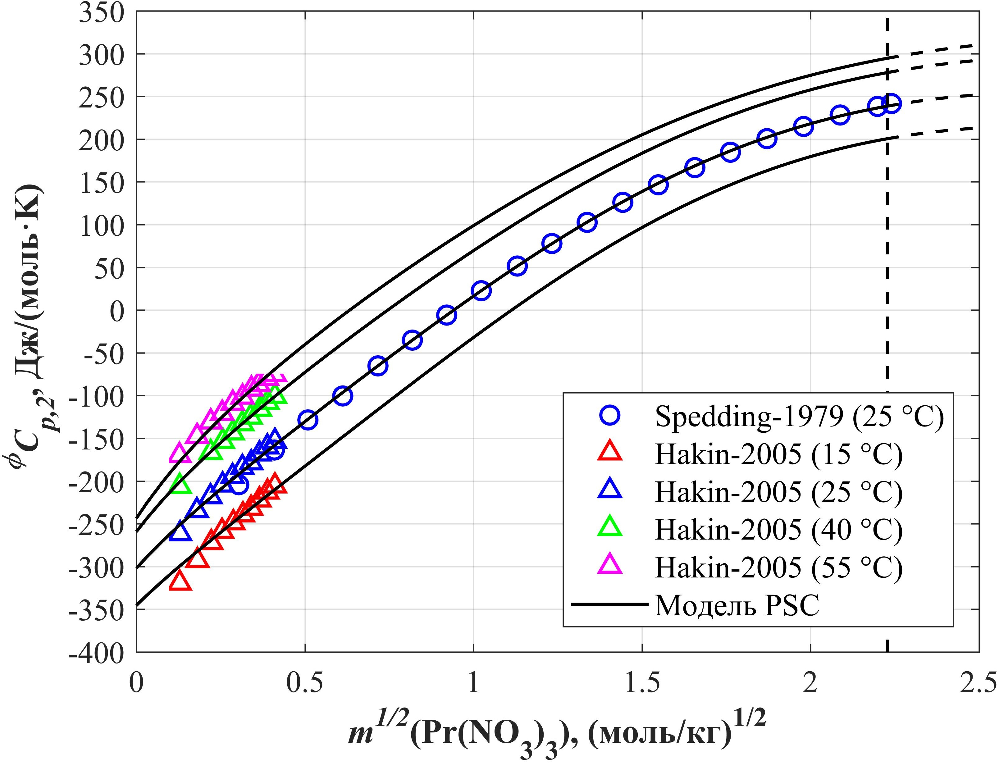 350
300
250
200
150
100
50
0
-50
-100
-150
-200
-250
-300
-350
-400
ϕC p,2, Дж/(моль·К)
Spedding-1979 (25 °C)
Hakin-2005 (15 °C)
Hakin-2005 (25 °C)
Hakin-2005 (40 °C)
Hakin-2005 (55 °C)
Модель PSC
0 0.5 1 1.5 2 2.5
m1/2(Pr(NO3)3), (моль/кг)1/2